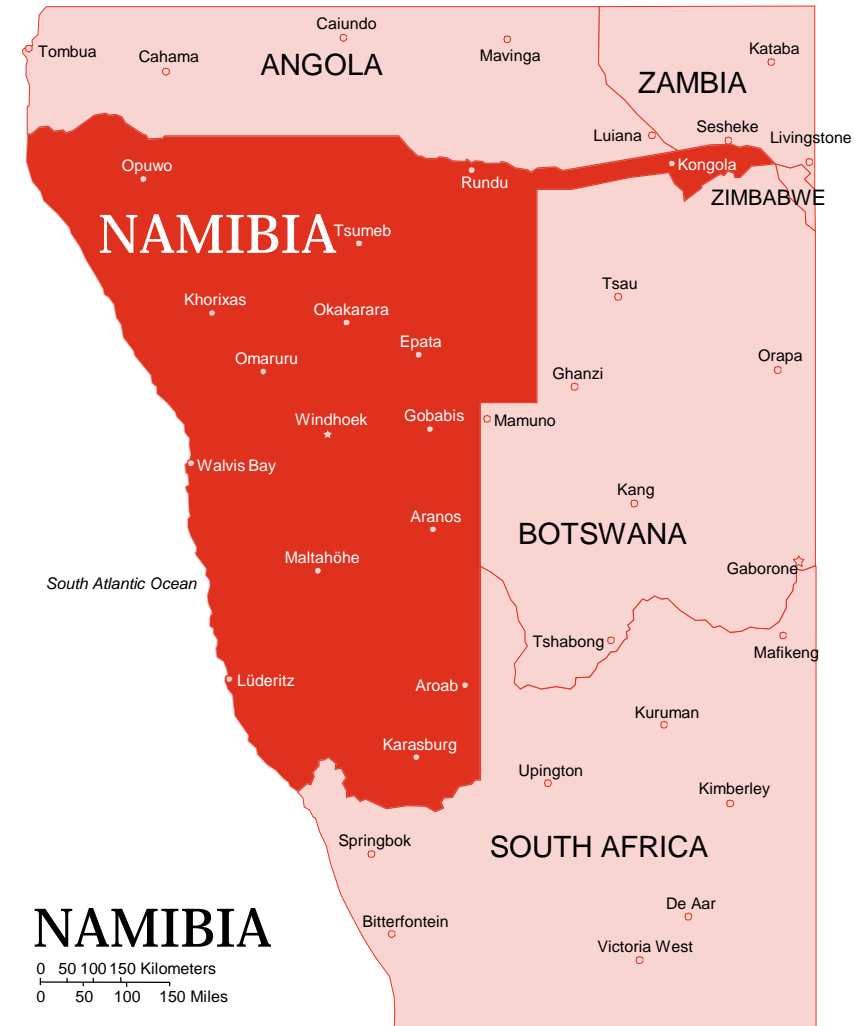 Caiundo
Tombua
Cahama
ANGOLA
Mavinga
Kataba
ZAMBIA
Luiana
Sesheke
Livingstone
Opuwo
Rundu
Kongola
ZIMBABWE
NAMIBIA
Tsumeb
Tsau
Khorixas
Okakarara
Epata
Omaruru
Orapa
Ghanzi
Windhoek
Gobabis
Mamuno
Walvis Bay
Kang
Aranos
BOTSWANA
Maltahöhe
Gaborone
South Atlantic Ocean
Tshabong
Mafikeng
Lüderitz
Aroab
Kuruman
Karasburg
Upington
Kimberley
Springbok
SOUTH AFRICA
De Aar
Bitterfontein
Victoria West
NAMIBIA
0 50 100 150 Kilometers
0 50 100 150 Miles